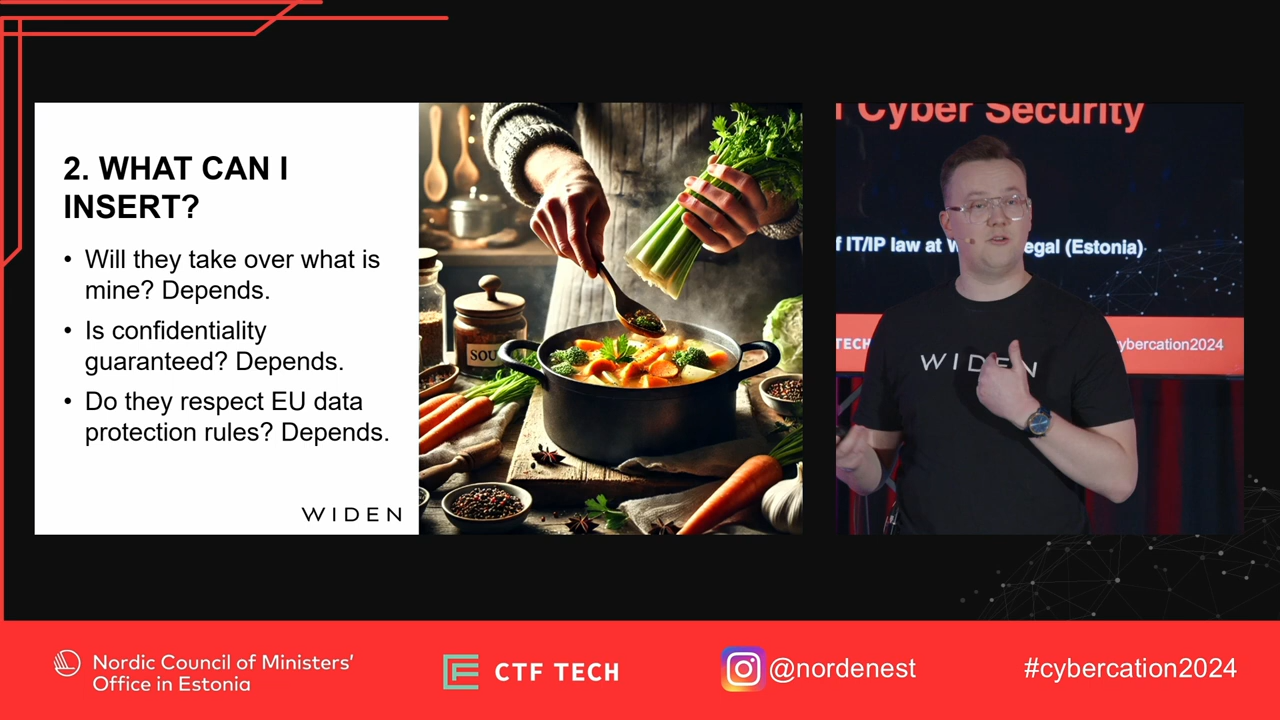 2. WHAT CAN I
INSERT?
• Will they take over what is
mine? Depends.
• Is confidentiality
guaranteed? Depends.
• Do they respect EU data
protection rules? Depends.
WIDEN
SOU
Cyber Security
f IT/IP law at W egal (Estonia)
TECH
ybercation2024
WIDEN
Nordic Council of Ministers'
Office in Estonia
CTF TECH
@nordenest
#cybercation2024